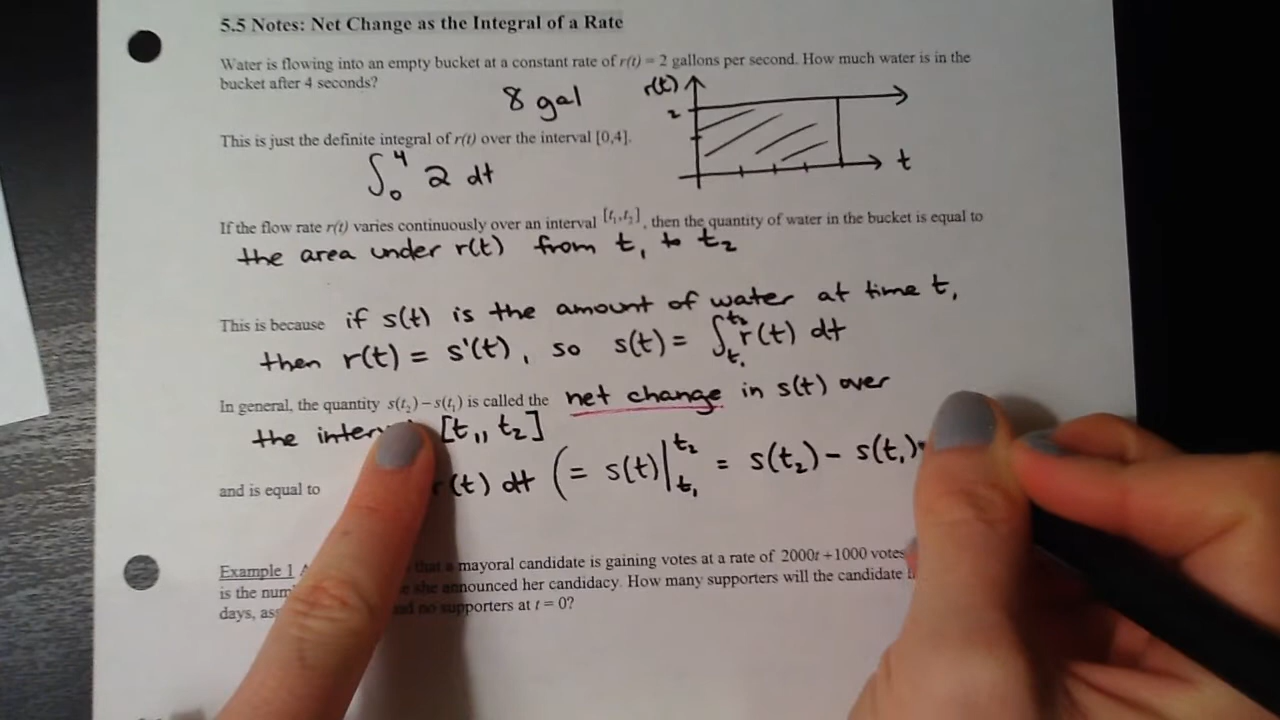 5.5 Notes: Net Change as the Integral of a Rate
Water is flowing into an empty bucket at a constant rate of r(t) = 2 gallons per second. How much water is in the
bucket after 4 seconds?
8 gal
r(t)
2
t
This is just the definite integral of r(t) over the interval [0,4].
∫₀⁴ 2 dt
If the flow rate r(t) varies continuously over an interval [t₁,t₂], then the quantity of water in the bucket is equal to
the area under r(t) from t₁ to t₂
This is because if s(t) is the amount of water at time t,
then r(t) = s'(t), so s(t) = ∫ₜ₁ᵗ² r(t) dt
In general, the quantity s(t₂) – s(t₁) is called the net change in s(t) over
the [t₁, t₂]
and is equal to r(t) dt (= s(t)|ₜ₁ᵗ² = s(t₂) – s(t₁)
Example 1 that a mayoral candidate is gaining votes at a rate of 2000t +1000 votes
is the she announced her candidacy. How many supporters will the candidate
days, no supporters at t = 0?